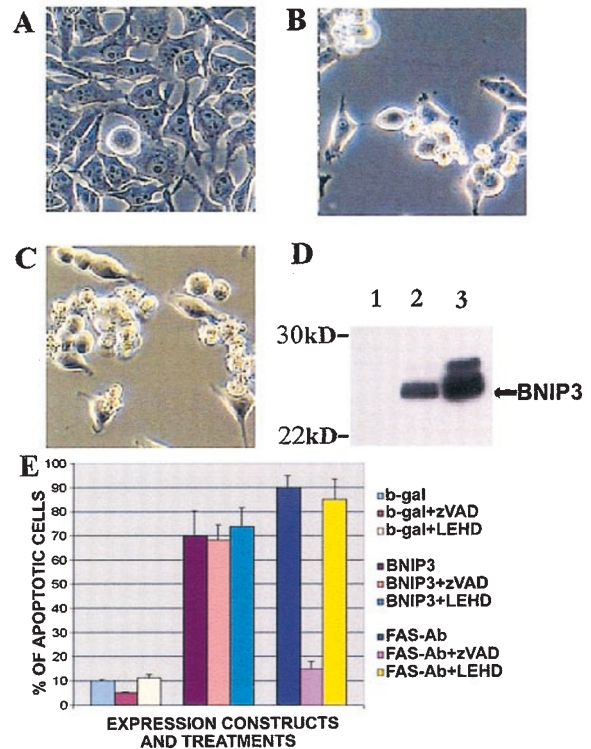 A
B
C
D
1 2 3
30kD-
←BNIP3
22kD-
E
% OF APOPTOTIC CELLS
100
90
80
70
60
50
40
30
20
10
0
b-gal
b-gal+zVAD
b-gal+LEHD
BNIP3
BNIP3+zVAD
BNIP3+LEHD
FAS-Ab
FAS-Ab+zVAD
FAS-Ab+LEHD
EXPRESSION CONSTRUCTS
AND TREATMENTS